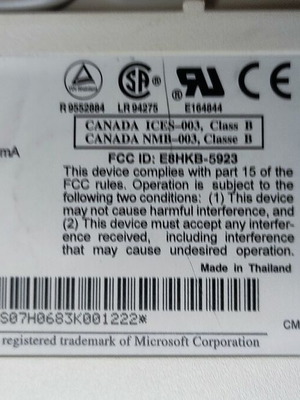 SA
R
UL
CE
R 9552884 LR 94275 E164844
CANADA ICES-003, Class B
CANADA NMB-003, Classe B
mA
FCC ID: E8HKB-5923
This device complies with part 15 of the
FCC rules. Operation is subject to the
following two conditions: (1) This device
may not cause harmful interference, and
(2) This device must accept any interfer-
ence received, including interference
that may cause undesired operation.
Made in Thailand
S07H0683K001222*
CM
registered trademark of Microsoft Corporation